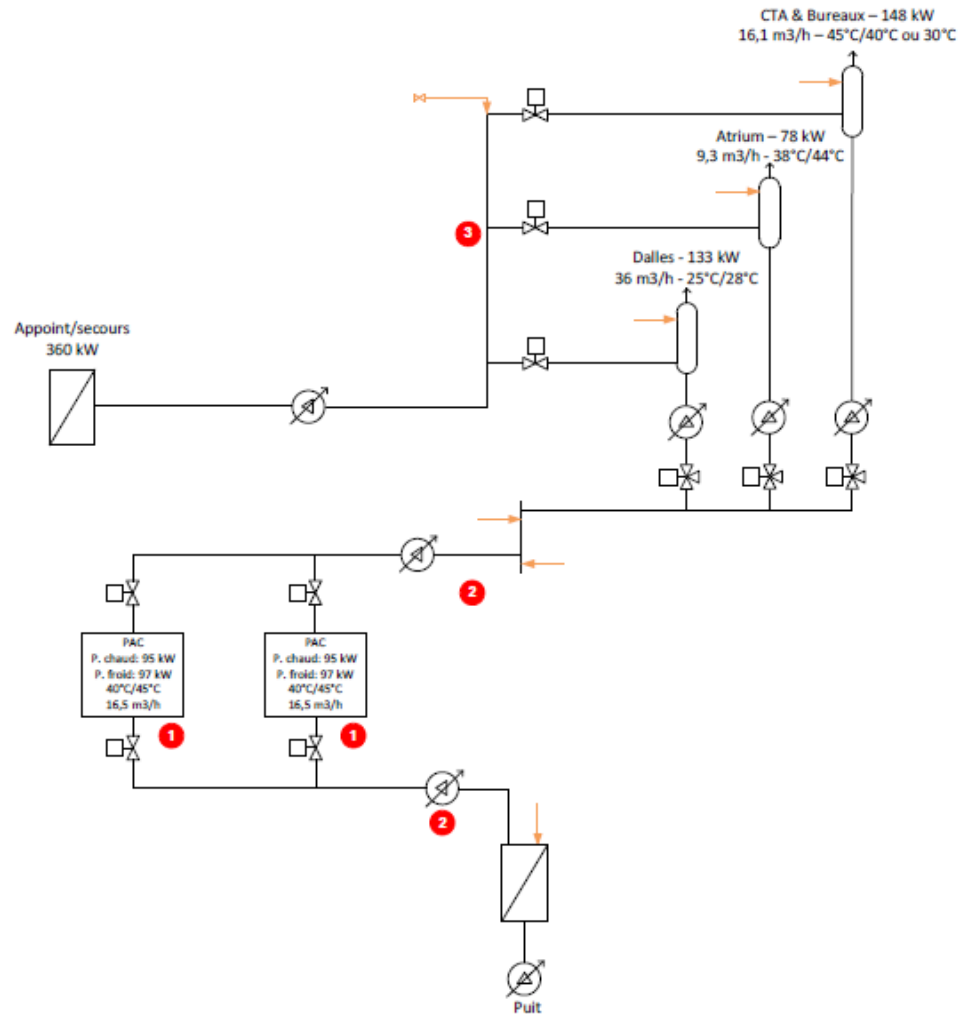 CTA & Bureaux – 148 kW
16,1 m3/h – 45°C/40°C ou 30°C
Atrium – 78 kW
9,3 m3/h - 38°C/44°C
3
Dalles - 133 kW
36 m3/h - 25°C/28°C
Appoint/secours
360 kW
2
PAC
P. chaud: 95 kW
P. froid: 97 kW
40°C/45°C
16,5 m3/h
1
PAC
P. chaud: 95 kW
P. froid: 97 kW
40°C/45°C
16,5 m3/h
1
2
Puit